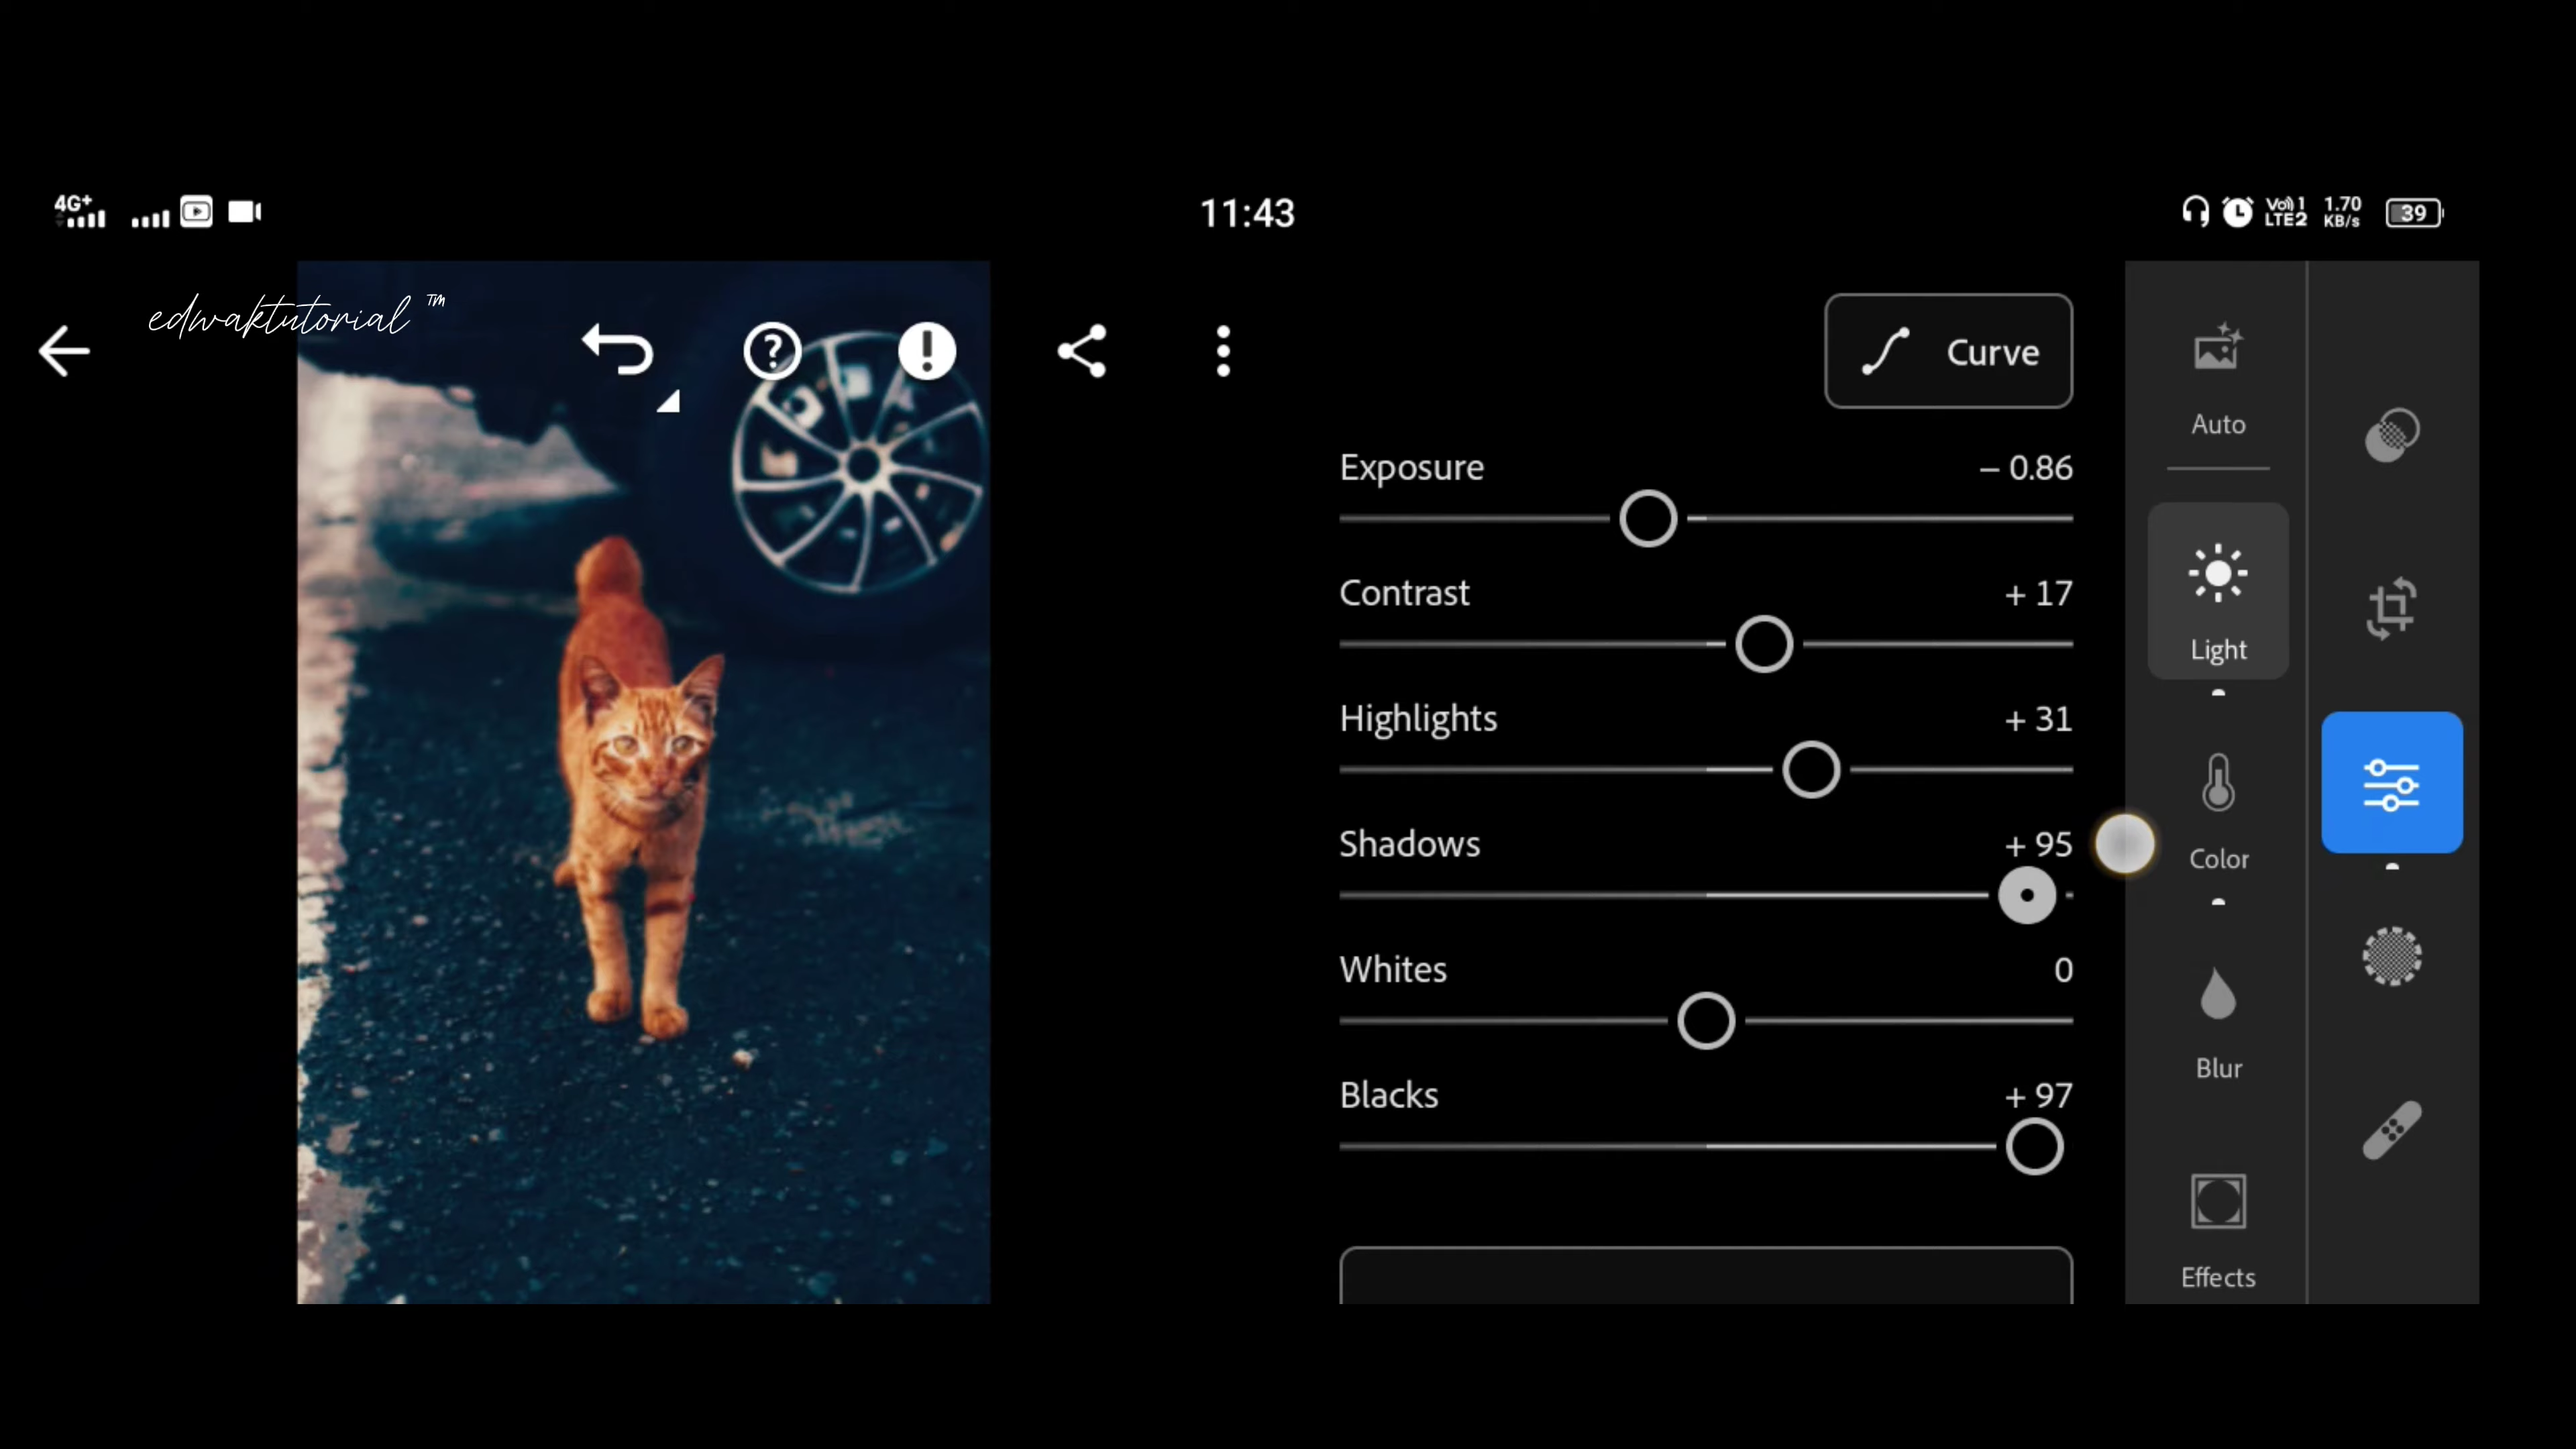 4G+
11:43
Vo)) 1
LTE2
1.70
KB/s
39
edwaktutorial ™
Curve
Exposure – 0.86
Contrast + 17
Highlights + 31
Shadows + 95
Whites 0
Blacks + 97
Auto
Light
Color
Blur
Effects